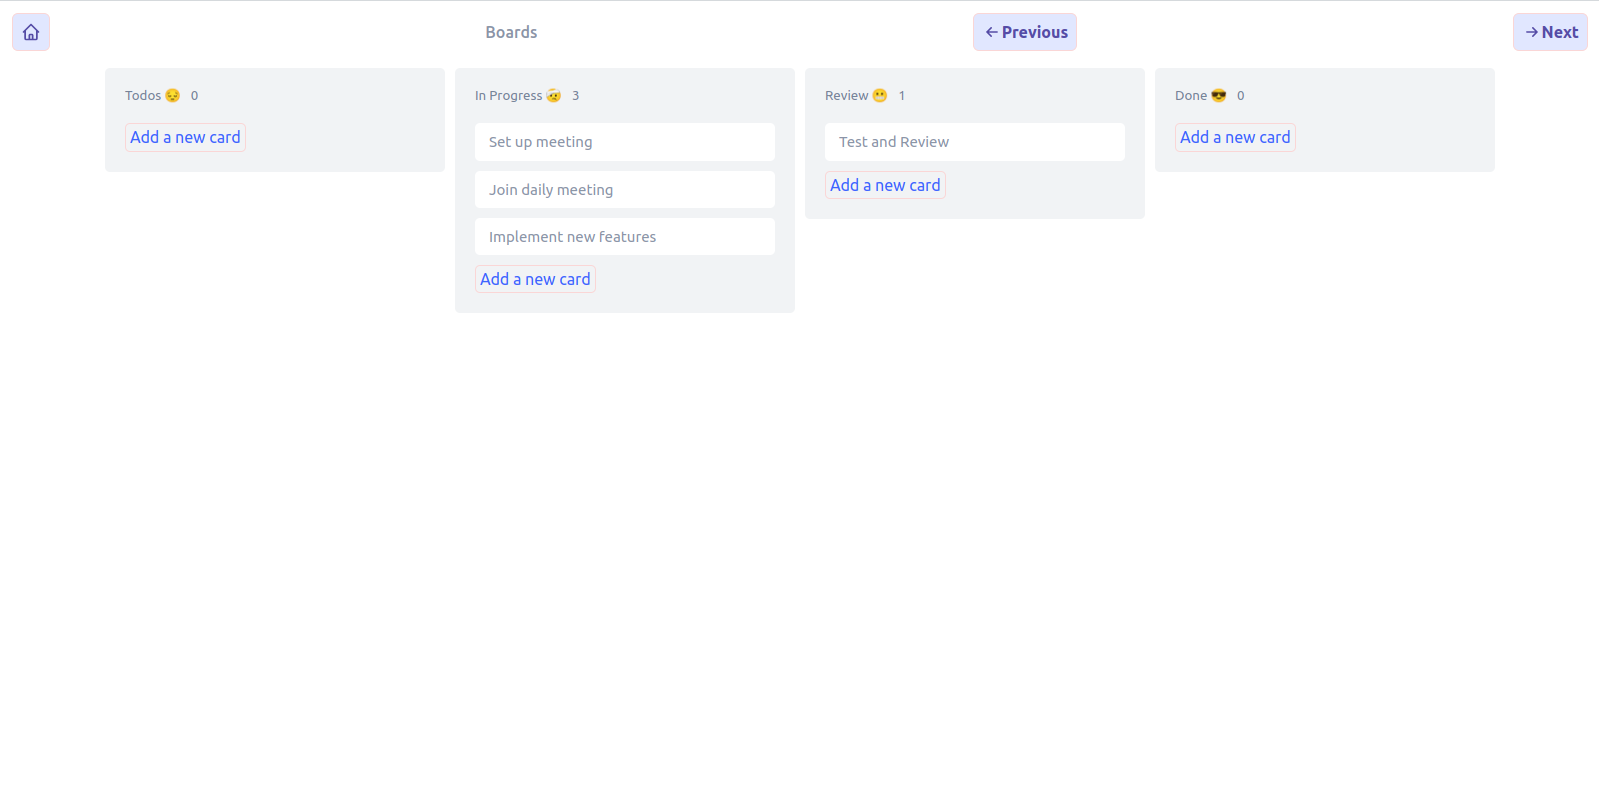 Boards
← Previous
→ Next
Todos 😔 0
Add a new card
In Progress 🤕 3
Set up meeting
Join daily meeting
Implement new features
Add a new card
Review 😬 1
Test and Review
Add a new card
Done 😎 0
Add a new card